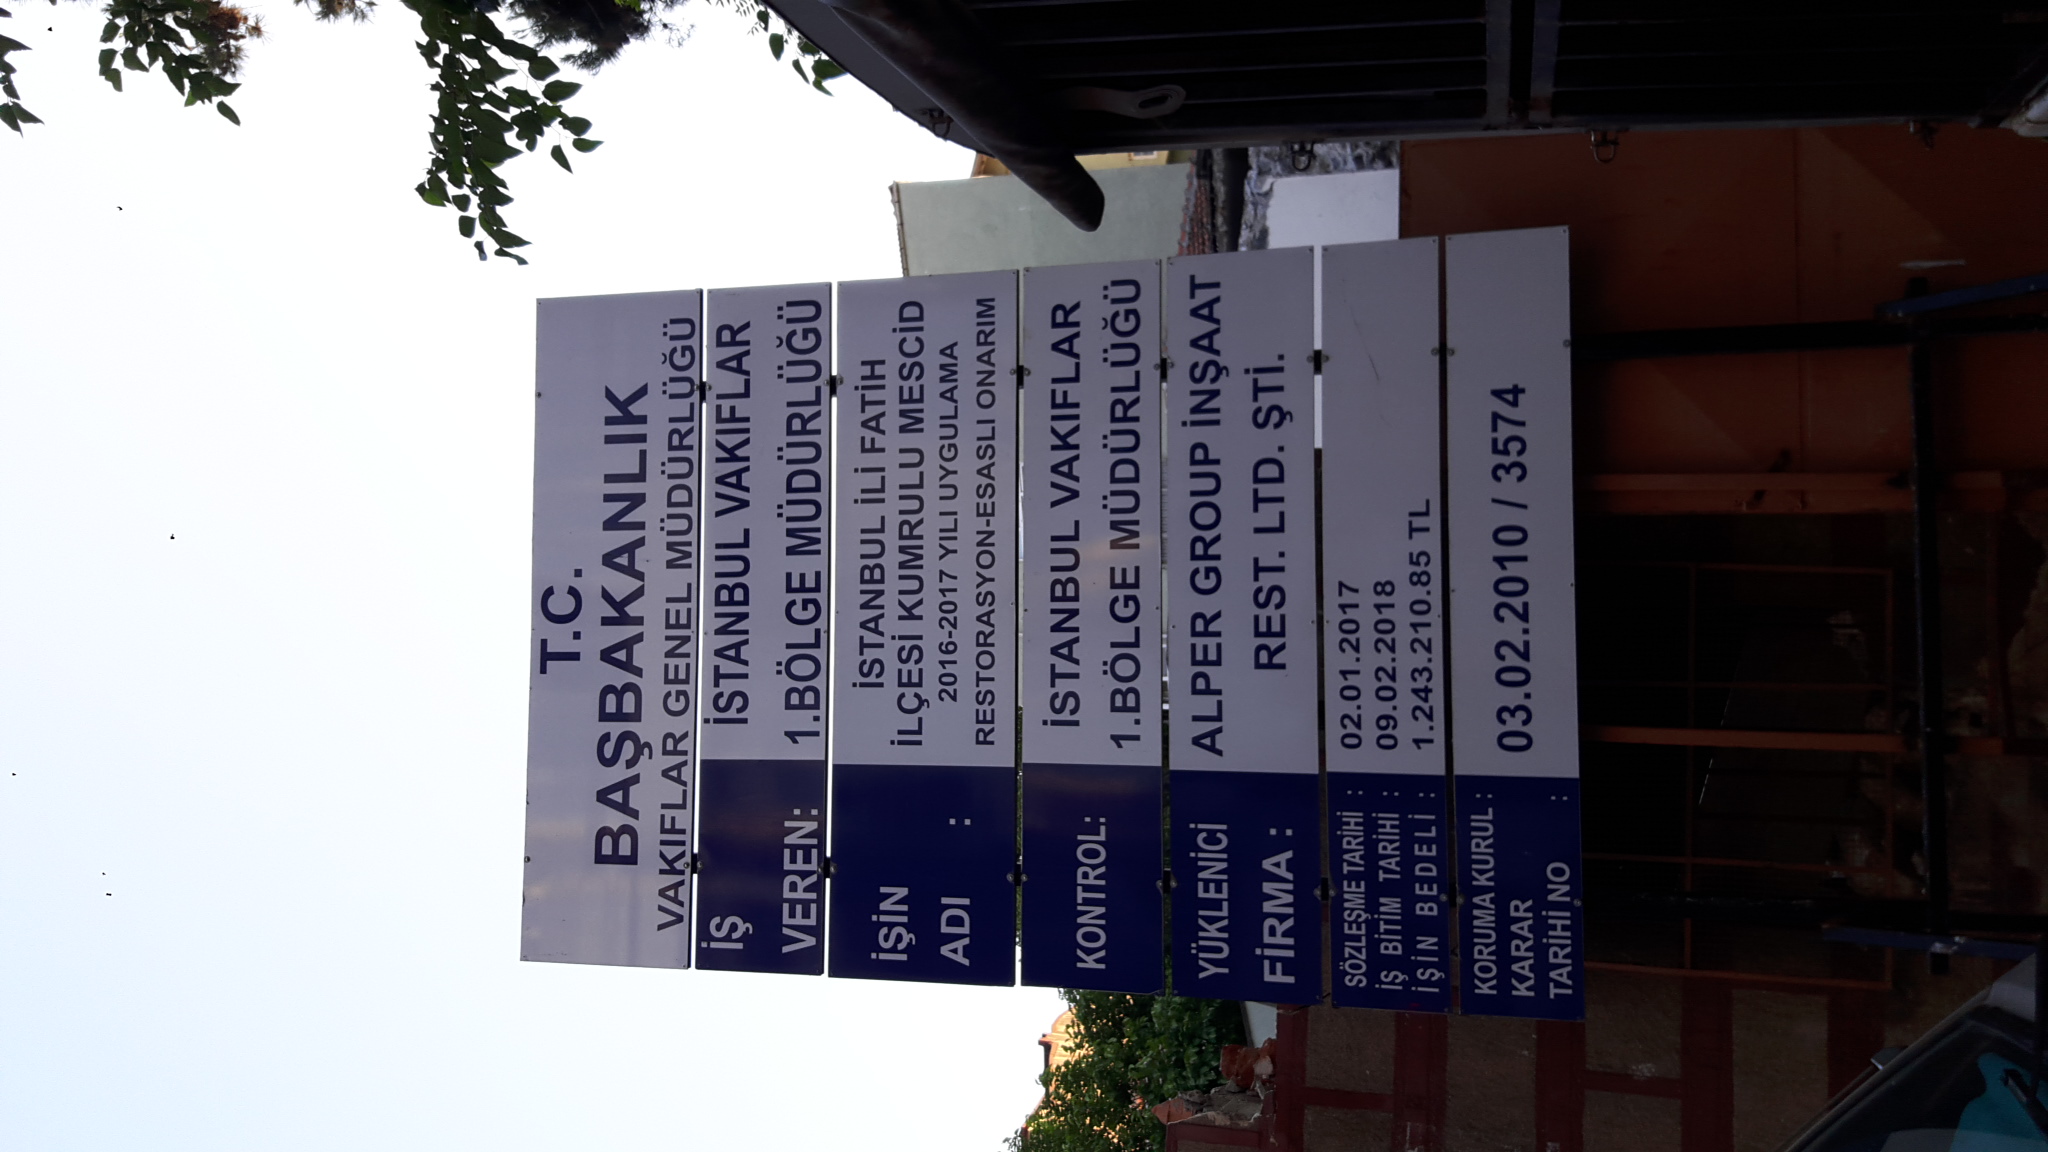 T.C.
BAŞBAKANLIK
VAKIFLAR GENEL MÜDÜRLÜĞÜ
İŞ
VEREN:
İSTANBUL VAKIFLAR
1.BÖLGE MÜDÜRLÜĞÜ
İŞİN
ADI :
İSTANBUL İLİ FATİH
İLÇESİ KUMRULU MESCİD
2016-2017 YILI UYGULAMA
RESTORASYON-ESASLI ONARIM
KONTROL:
İSTANBUL VAKIFLAR
1.BÖLGE MÜDÜRLÜĞÜ
YÜKLENİCİ
FİRMA :
ALPER GROUP İNŞAAT
REST. LTD. ŞTİ.
SÖZLEŞME TARİHİ : 02.01.2017
İŞ BİTİM TARİHİ : 09.02.2018
İŞİN BEDELİ : 1.243.210.85 TL
KORUMA KURUL :
KARAR
TARİHİ NO :
03.02.2010 / 3574